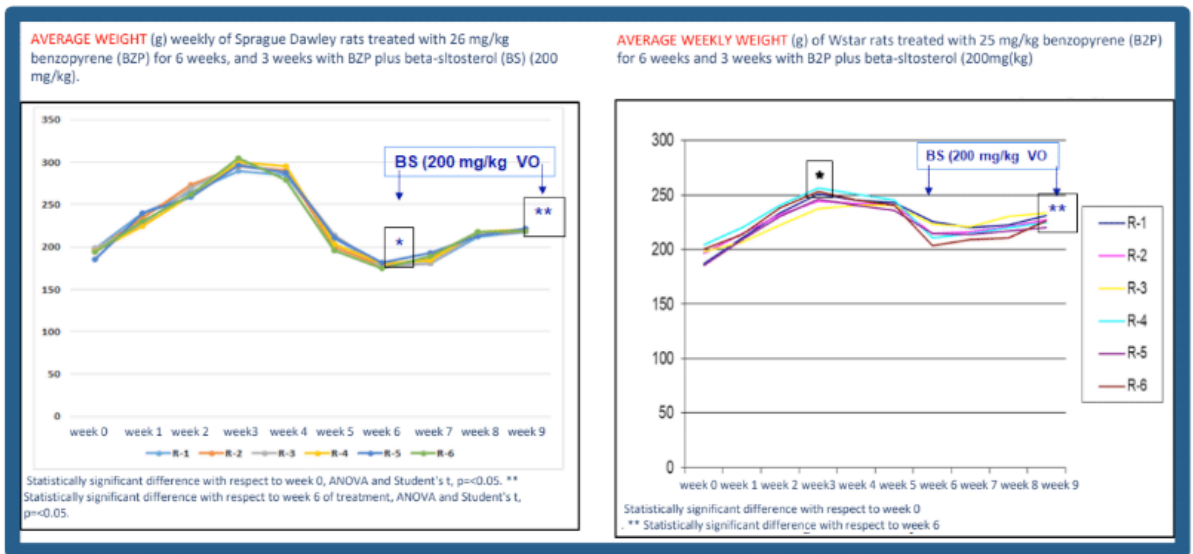 AVERAGE WEIGHT (g) weekly of Sprague Dawley rats treated with 26 mg/kg
benzopyrene (BZP) for 6 weeks, and 3 weeks with BZP plus beta-sltosterol (BS) (200
mg/kg).
350
300
250
200
150
100
50
0
BS (200 mg/kg VO
*
**
week 0 week 1 week 2 week3 week 4 week 5 week 6 week 7 week 8 week 9
R-1 R-2 R-3 R-4 R-5 R-6
Statistically significant difference with respect to week 0, ANOVA and Student's t, p=<0.05. **
Statistically significant difference with respect to week 6 of treatment, ANOVA and Student's t,
p=<0.05.
AVERAGE WEEKLY WEIGHT (g) of Wstar rats treated with 25 mg/kg benzopyrene (B2P)
for 6 weeks and 3 weeks with B2P plus beta-sltosterol (200mg(kg)
300
250
200
150
100
50
0
*
BS (200 mg/kg VO
**
week 0 week 1 week 2 week3 week 4 week 5 week 6 week 7 week 8 week 9
R-1
R-2
R-3
R-4
R-5
R-6
Statistically significant difference with respect to week 0
. ** Statistically significant difference with respect to week 6